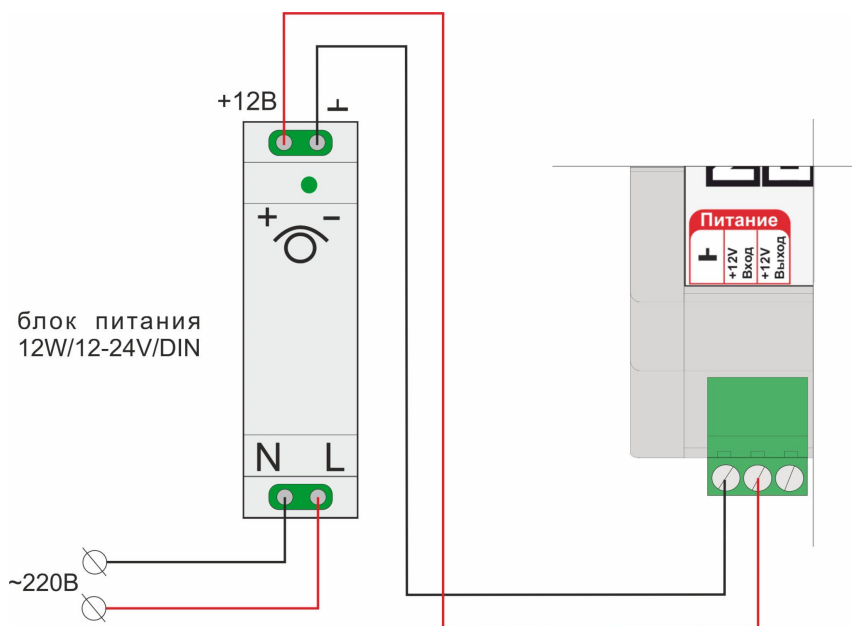 +12В
+ −
блок питания
12W/12-24V/DIN
N L
~220В
Питание
+12V
Вход
+12V
Выход